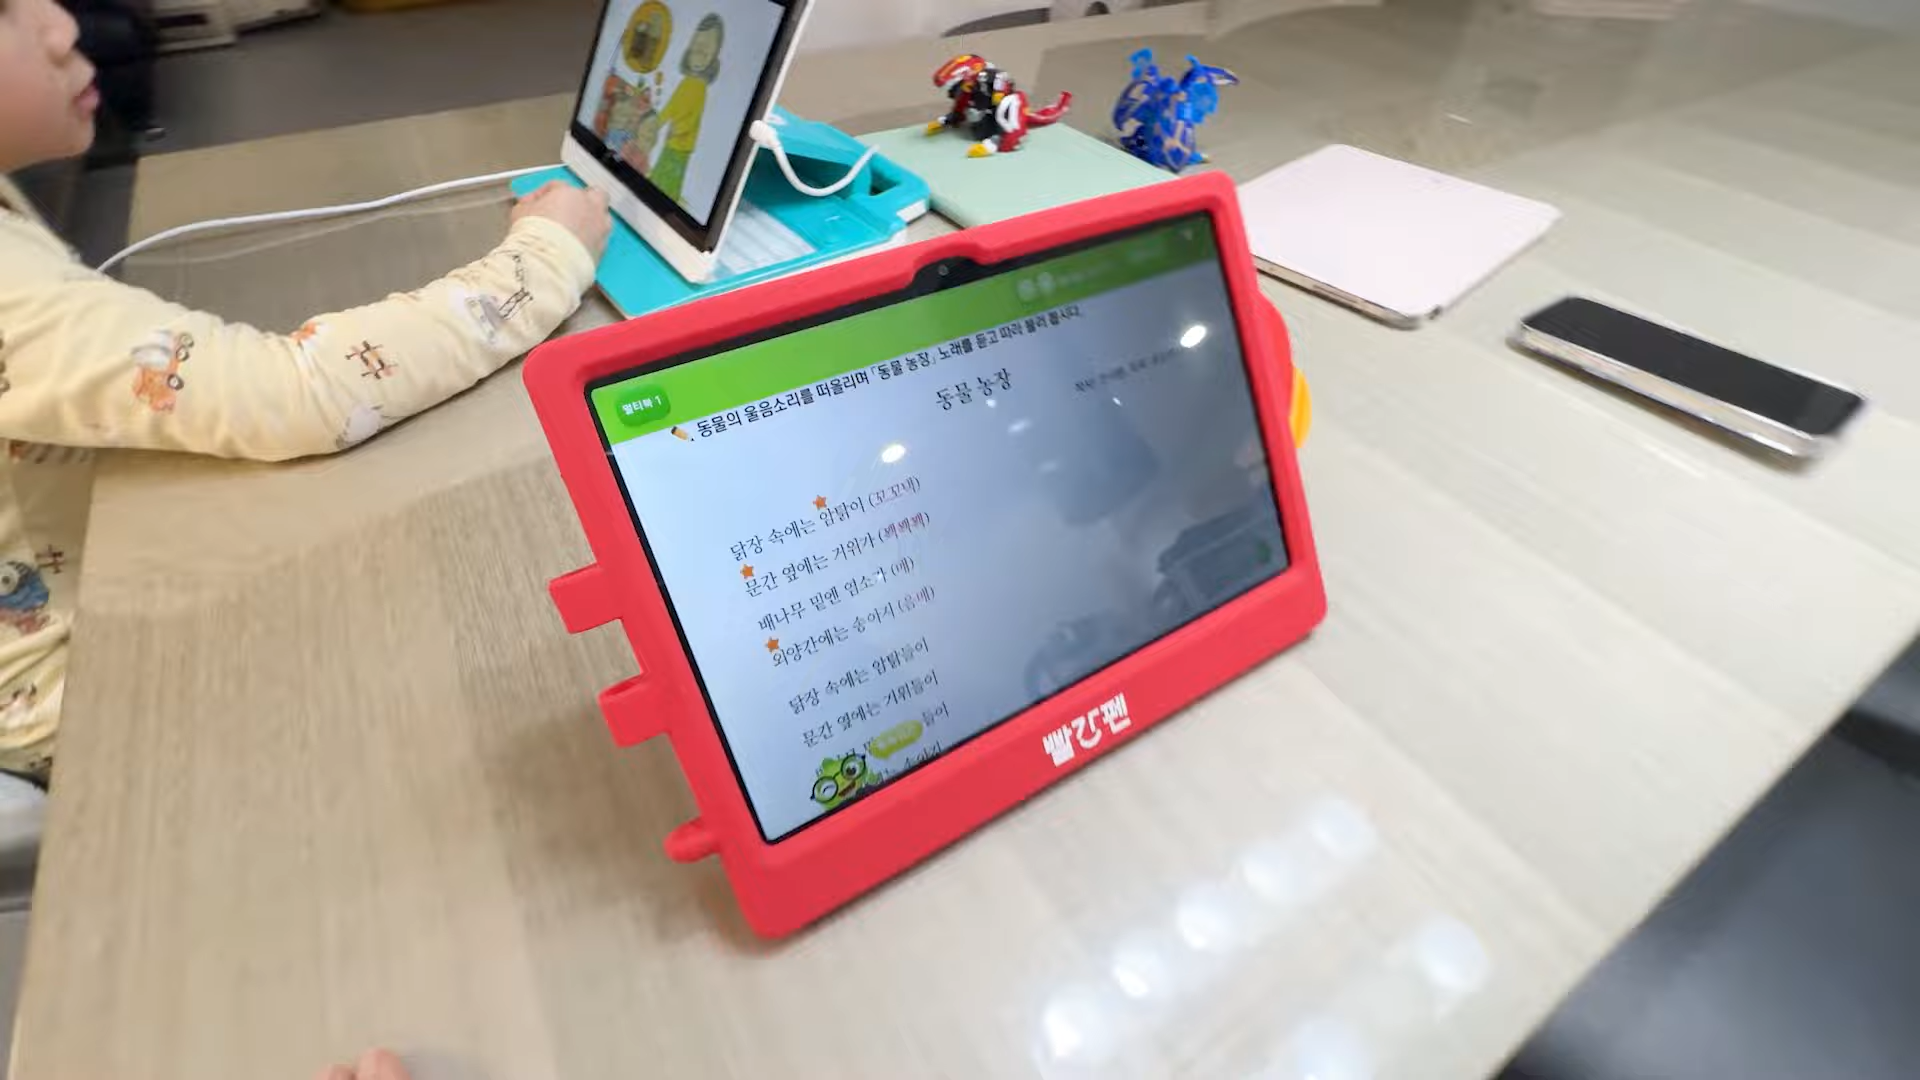 멀티북 1
동물의 울음소리를 떠올리며 「동물 농장」 노래를 듣고 따라 불러 봅시다.
동물 농장
닭장 속에는 암탉이 (꼬꼬댁)
문간 옆에는 거위가 (꽥꽥꽥)
배나무 밑엔 염소가 (매)
외양간에는 송아지 (음매)
닭장 속에는 암탉들이
문간 옆에는 거위들이
들이
빨간펜